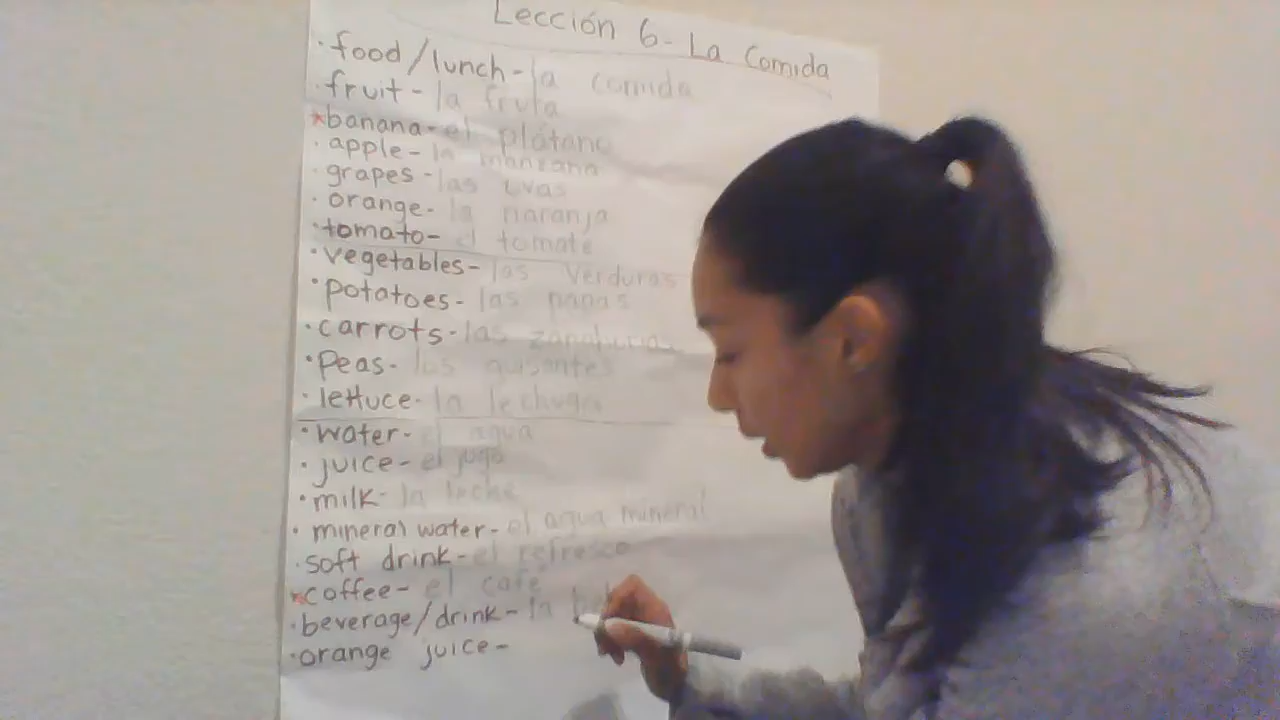 Lección 6- La Comida
·food/lunch- la comida
·fruit- la fruta
*banana- el plátano
·apple- la manzana
·grapes- las uvas
·orange- la naranja
·tomato- el tomate
·vegetables- las verduras
·potatoes- las papas
·carrots- las zanahorias
·Peas- los guisantes
·lettuce- la lechuga
·water- el agua
·juice- el jugo
·milk- la leche
·mineral water- el agua mineral
·soft drink- el refresco
*coffee- el café
·beverage/drink- la
·orange juice-